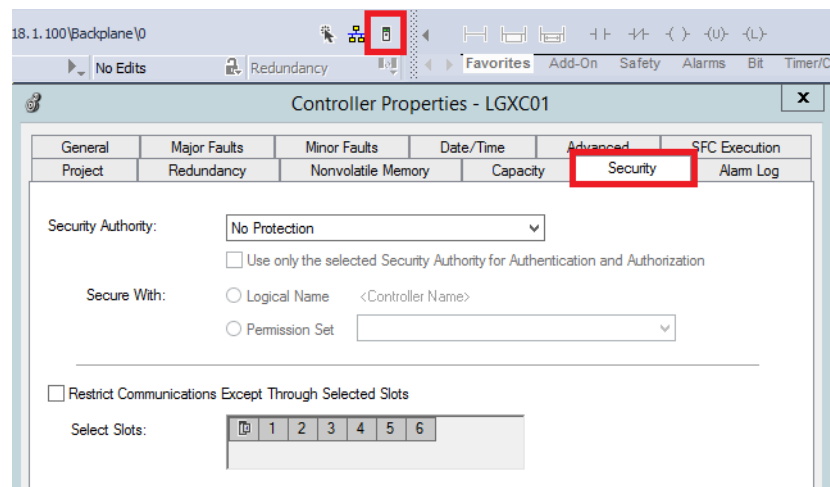 18.1.100\Backplane\0
-( )- -(U)- -(L)-
No Edits Redundancy Favorites Add-On Safety Alarms Bit Timer/C
Controller Properties - LGXC01 x
General Major Faults Minor Faults Date/Time Advanced SFC Execution
Project Redundancy Nonvolatile Memory Capacity Security Alarm Log
Security Authority: No Protection
Use only the selected Security Authority for Authentication and Authorization
Secure With: Logical Name <Controller Name>
Permission Set
Restrict Communications Except Through Selected Slots
Select Slots: 1 2 3 4 5 6